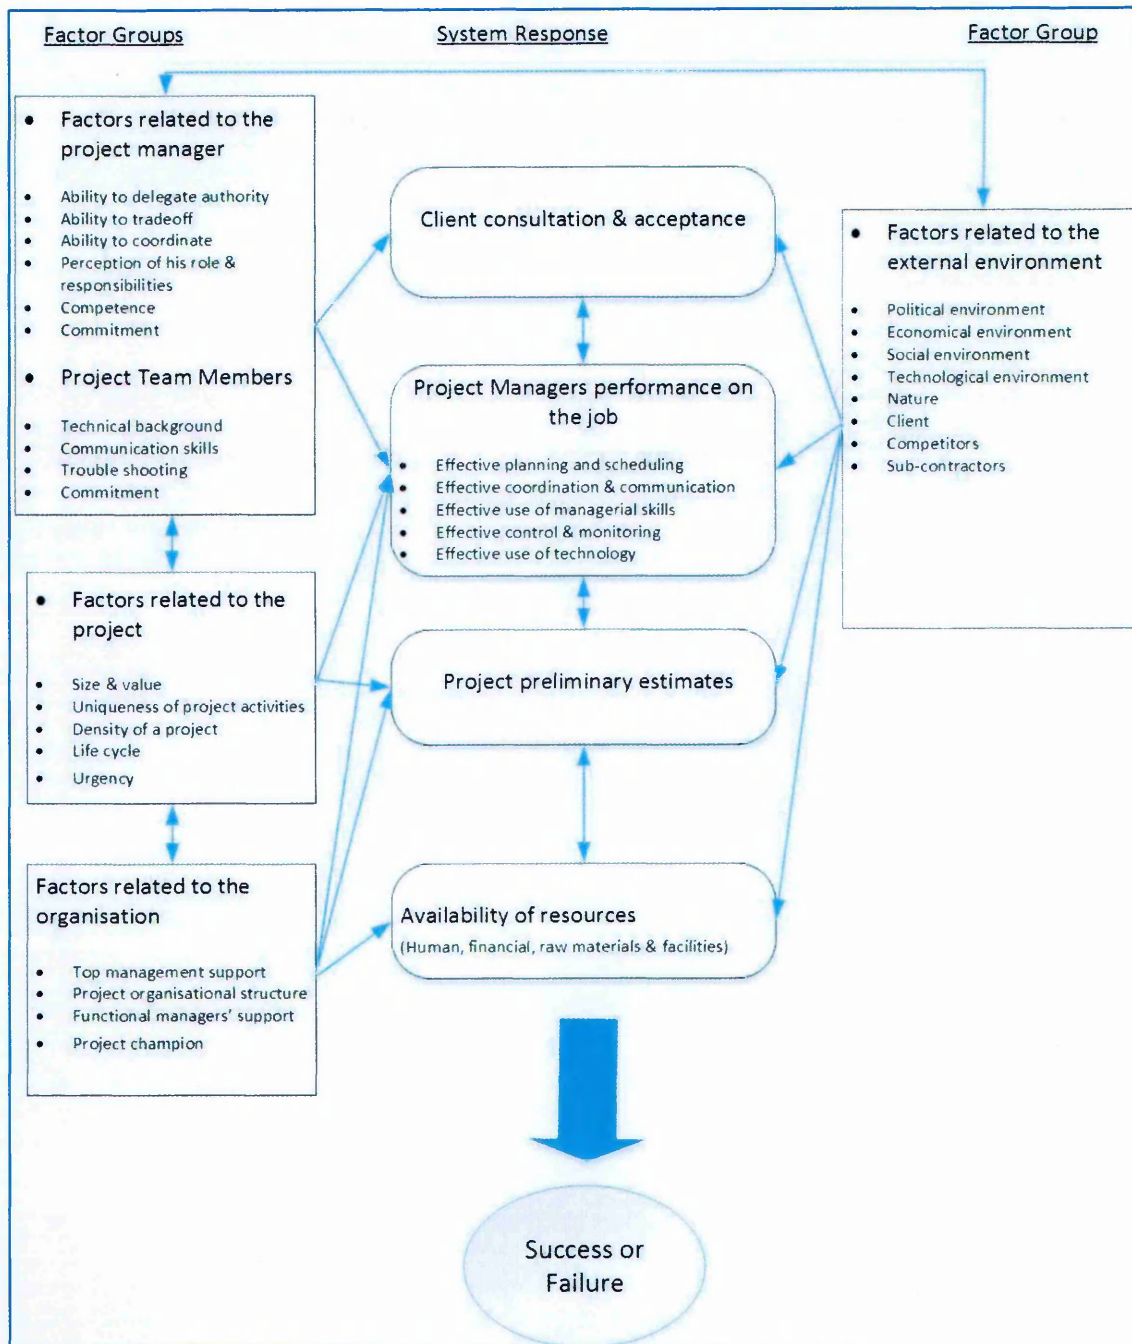 Factor Groups
System Response
Factor Group
• Factors related to the
project manager
• Ability to delegate authority
• Ability to tradeoff
• Ability to coordinate
• Perception of his role &
responsibilities
• Competence
• Commitment
• Project Team Members
• Technical background
• Communication skills
• Trouble shooting
• Commitment
• Factors related to the
project
• Size & value
• Uniqueness of project activities
• Density of a project
• Life cycle
• Urgency
Factors related to the
organisation
• Top management support
• Project organisational structure
• Functional managers' support
• Project champion
Client consultation & acceptance
Project Managers performance on
the job
• Effective planning and scheduling
• Effective coordination & communication
• Effective use of managerial skills
• Effective control & monitoring
• Effective use of technology
Project preliminary estimates
Availability of resources
(Human, financial, raw materials & facilities)
Success or
Failure
• Factors related to the
external environment
• Political environment
• Economical environment
• Social environment
• Technological environment
• Nature
• Client
• Competitors
• Sub-contractors